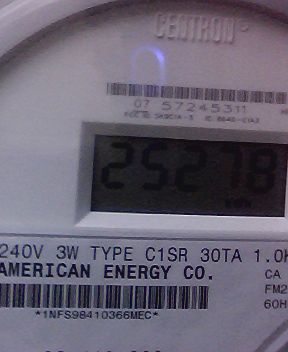 CENTRON®
07 57245311
25278
kWh
240V 3W TYPE C1SR 30TA 1.0K
AMERICAN ENERGY CO.
CA
FM2
60H
*1NFS98410366MEC*